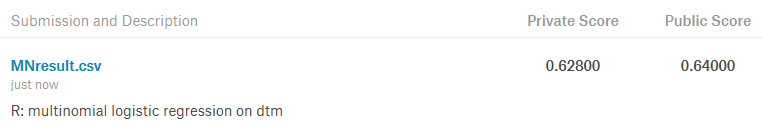 Submission and Description Private Score Public Score
MNresult.csv 0.62800 0.64000
just now
R: multinomial logistic regression on dtm